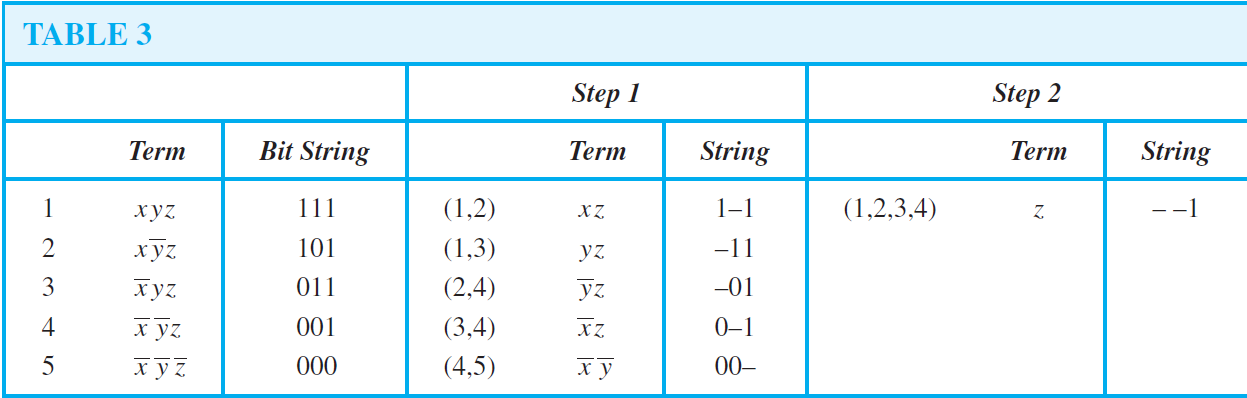 TABLE 3
Step 1 Step 2
Term Bit String Term String Term String
1 xyz 111 (1,2) xz 1–1 (1,2,3,4) z – –1
2 xy̅z 101 (1,3) yz –11
3 x̅yz 011 (2,4) y̅z –01
4 x̅ y̅z 001 (3,4) x̅z 0–1
5 x̅ y̅ z̅ 000 (4,5) x̅ y̅ 00–